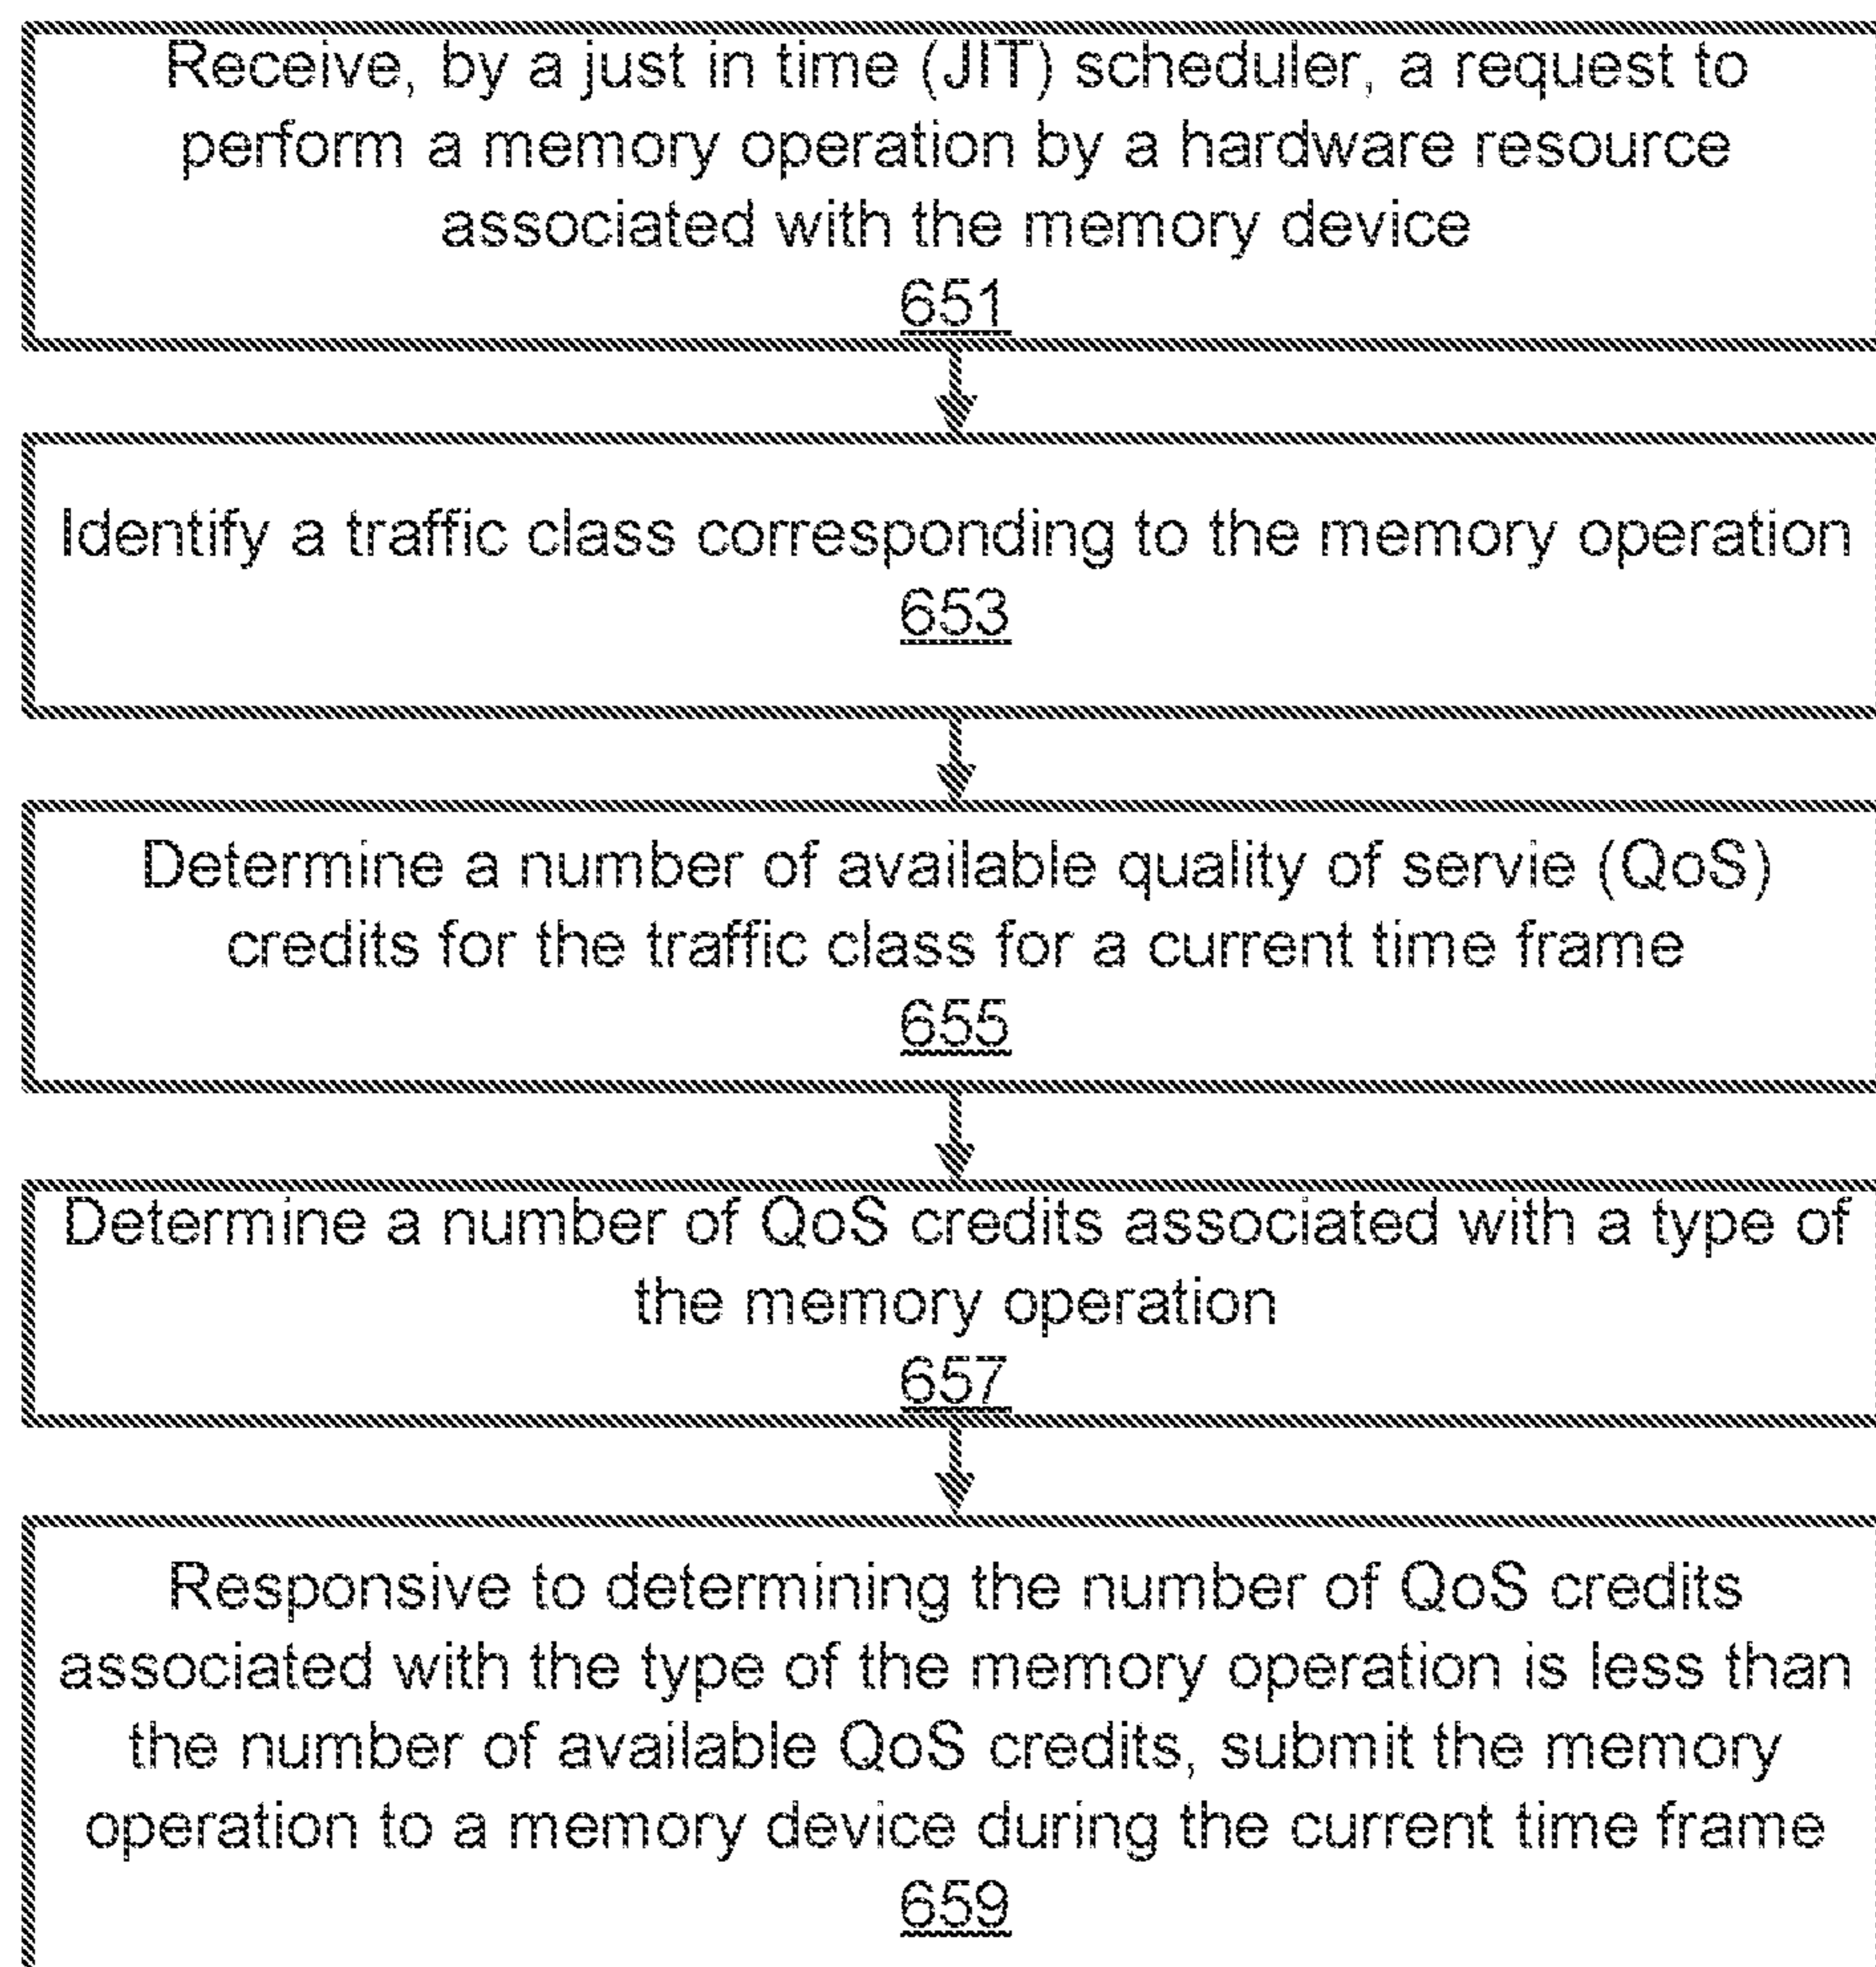 Receive, by a just in time (JIT) scheduler, a request to
perform a memory operation by a hardware resource
associated with the memory device
651
Identify a traffic class corresponding to the memory operation
653
Determine a number of available quality of servie (QoS)
credits for the traffic class for a current time frame
655
Determine a number of QoS credits associated with a type of
the memory operation
657
Responsive to determining the number of QoS credits
associated with the type of the memory operation is less than
the number of available QoS credits, submit the memory
operation to a memory device during the current time frame
659